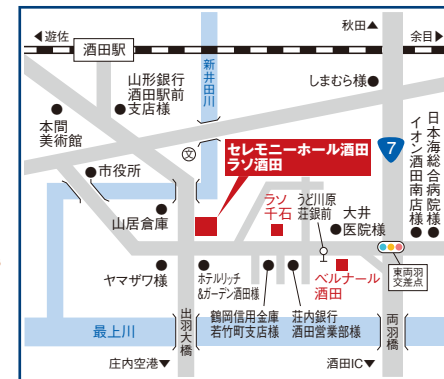 秋田▲
◀遊佐
酒田駅
余目▶
新井田川
山形銀行
酒田駅前
支店様
しまむら様
本間
美術館
文
セレモニーホール酒田
ラソ酒田
7
日本海総合病院様
イオン酒田南店様
市役所
山居倉庫
ラソ
千石
うど川原
荘銀前
大井
医院様
ヤマザワ様
ホテルリッチ
&ガーデン酒田様
ベルナール
酒田
東両羽
交差点
鶴岡信用金庫
若竹町支店様
荘内銀行
酒田営業部様
最上川
出羽大橋
両羽橋
庄内空港▼
酒田IC▼